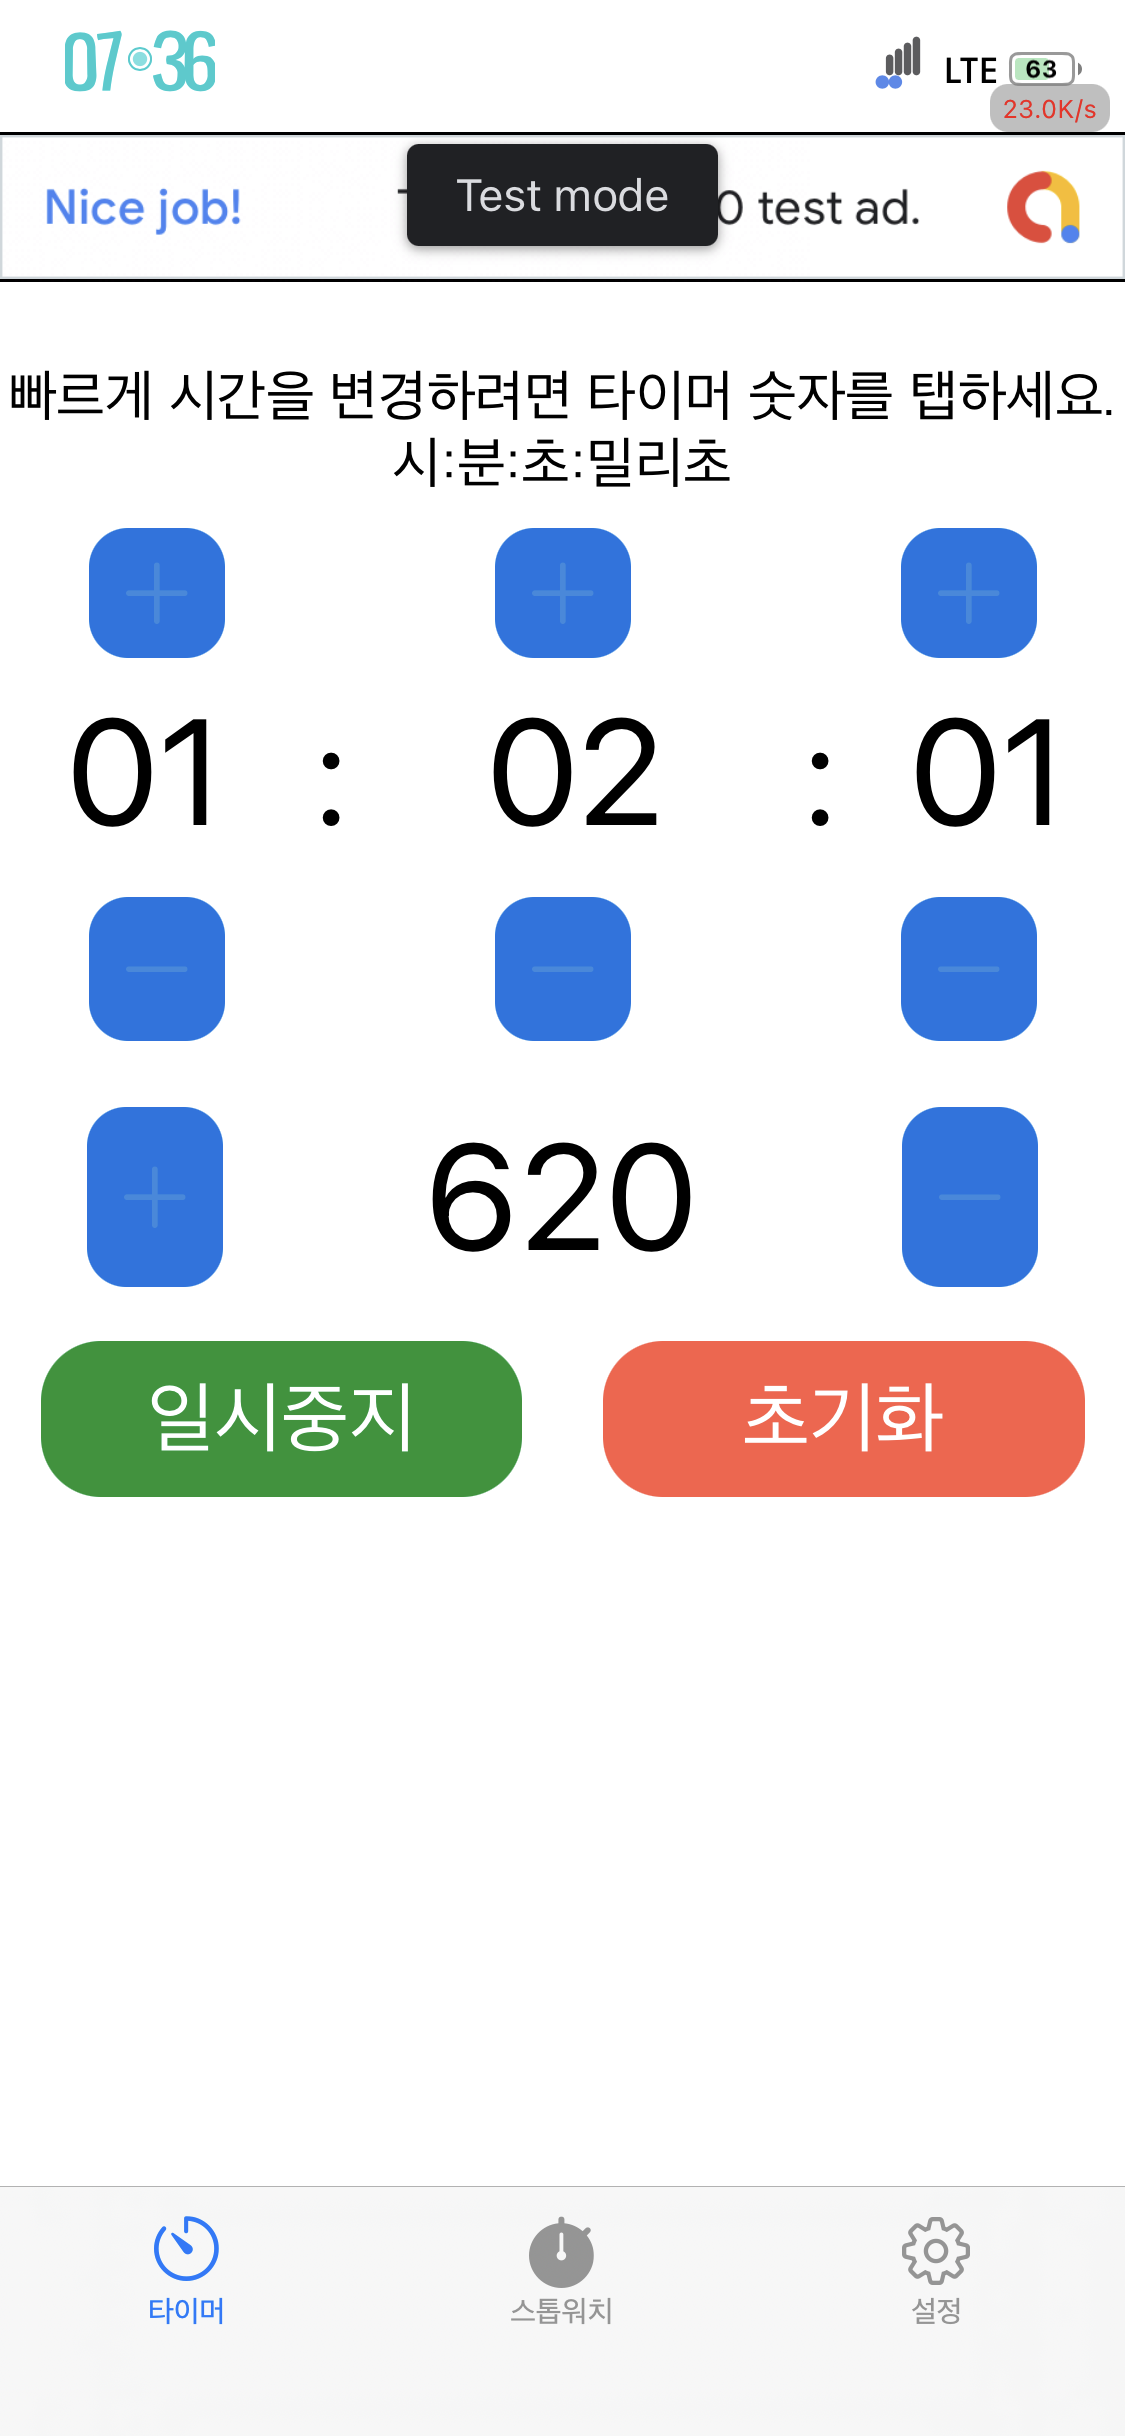 07 36
LTE 63
23.0K/s
Nice job!
Test mode
0 test ad.
빠르게 시간을 변경하려면 타이머 숫자를 탭하세요.
시:분:초:밀리초
01 : 02 : 01
620
일시중지
초기화
타이머
스톱워치
설정